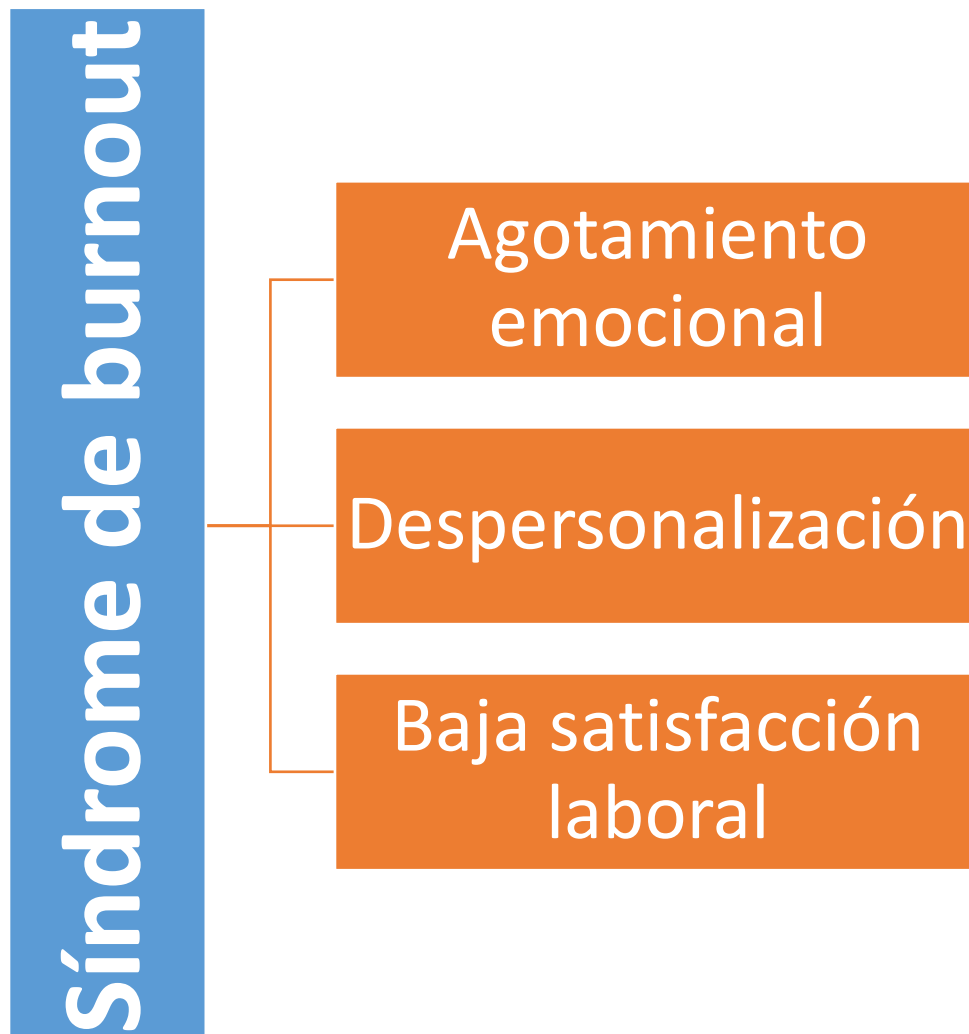 Síndrome de burnout
Agotamiento
emocional
Despersonalización
Baja satisfacción
laboral